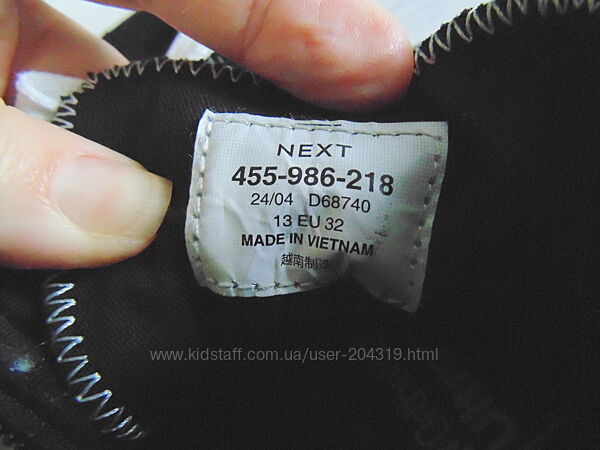 NEXT
455-986-218
24/04 D68740
13 EU 32
MADE IN VIETNAM
越南制造
www.kidstaff.com.ua/user-204319.html